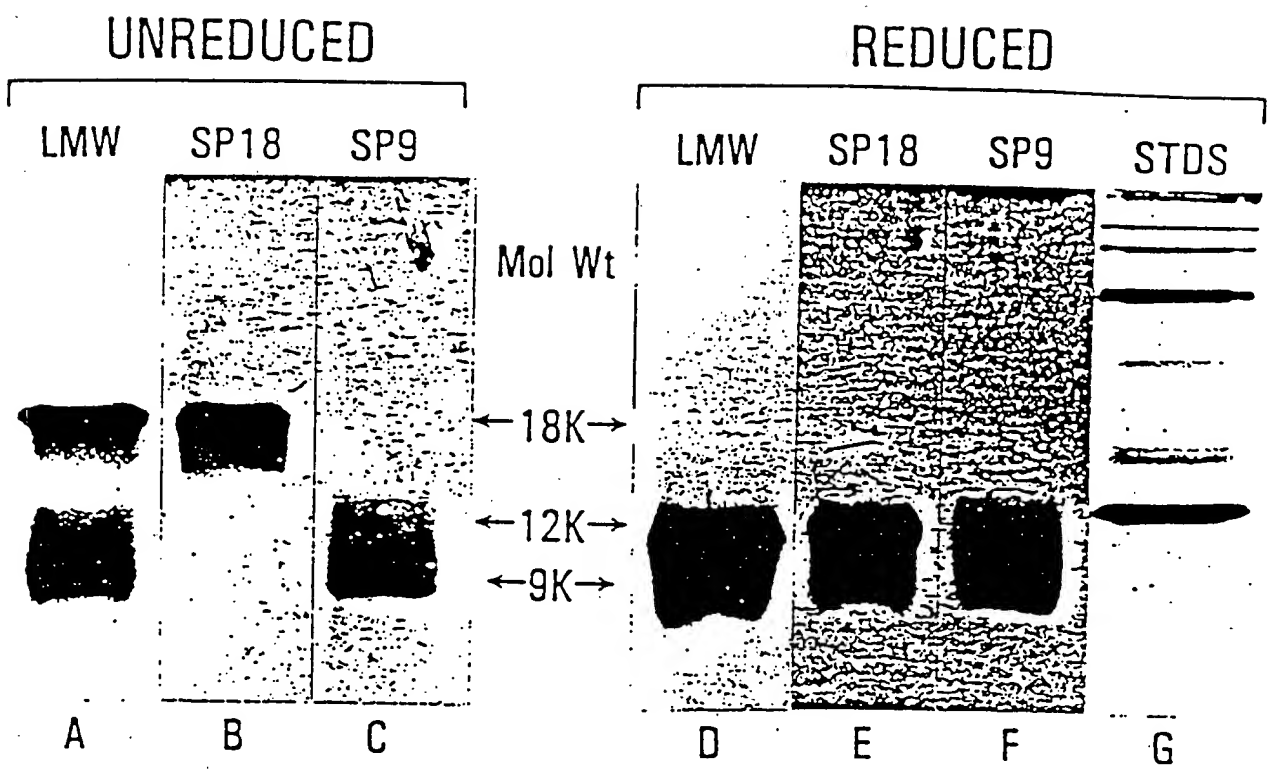 UNREDUCED
REDUCED
LMW SP18 SP9
LMW SP18 SP9 STDS
Mol Wt
←18K→
←12K→
←9K→
A B C
D E F G